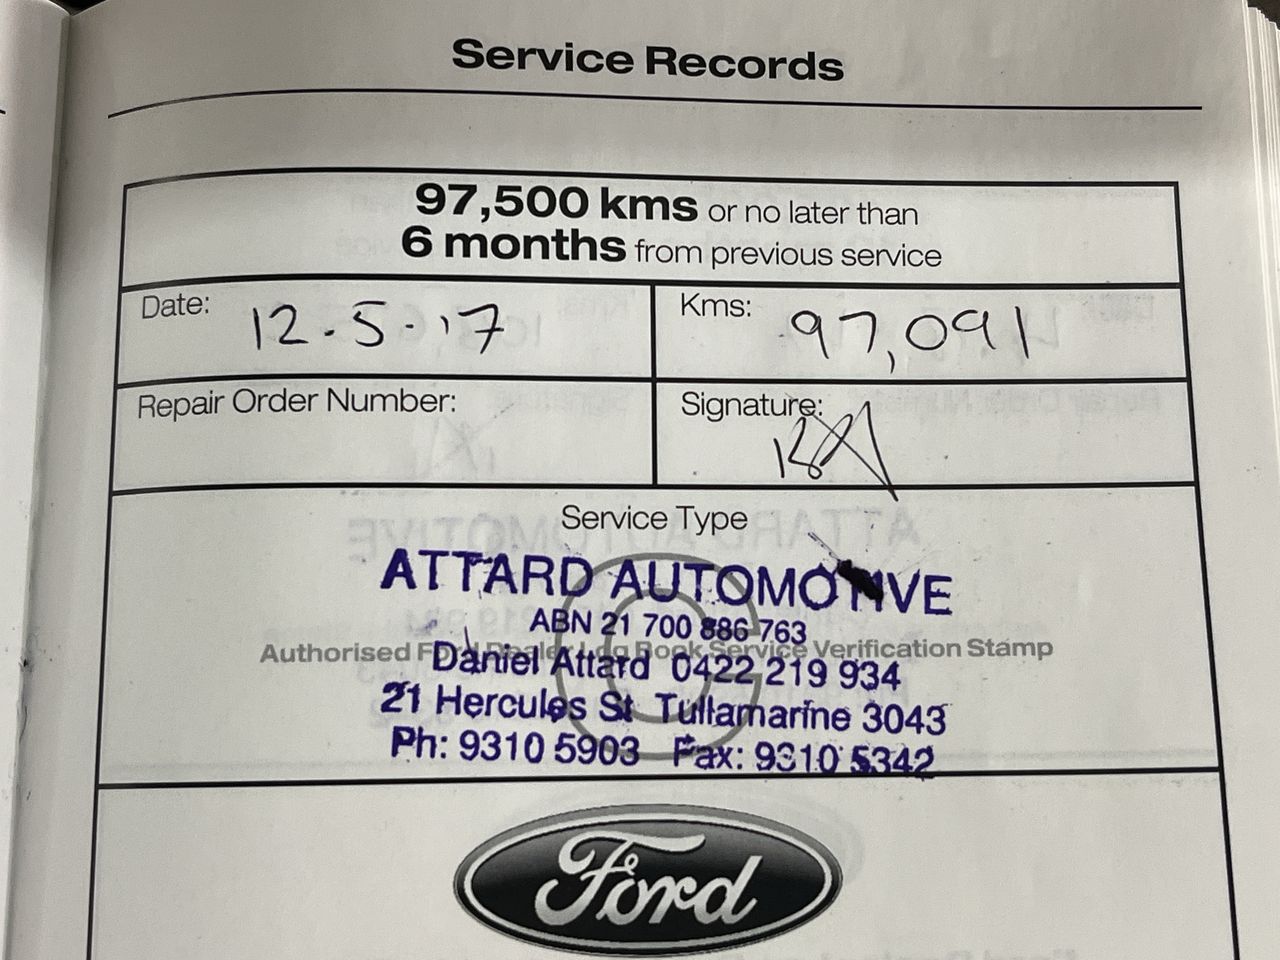 Service Records
97,500 kms or no later than
6 months from previous service
Date: 12-5-17
Kms: 97,091
Repair Order Number:
Signature:
Service Type
C
ATTARD AUTOMOTIVE
ABN 21 700 886 763
Authorised Ford Dealer Log Book Service Verification Stamp
Daniel Attard 0422 219 934
21 Hercules St Tullamarine 3043
Ph: 9310 5903 Fax: 9310 5342
Ford